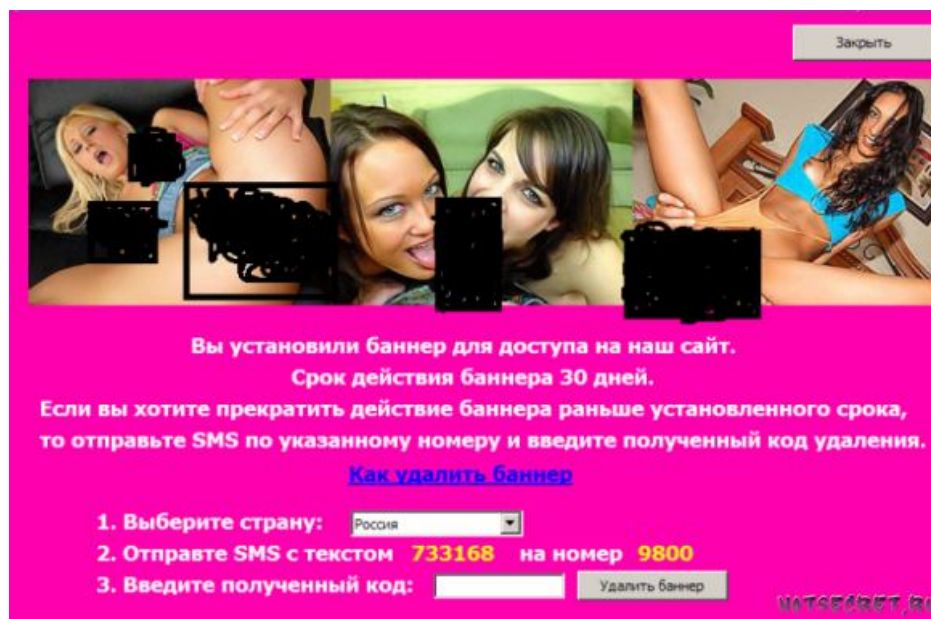 Закрыть
Вы установили баннер для доступа на наш сайт.
Срок действия баннера 30 дней.
Если вы хотите прекратить действие баннера раньше установленного срока,
то отправьте SMS по указанному номеру и введите полученный код удаления.
Как удалить баннер
1. Выберите страну: Россия
2. Отправте SMS с текстом 733168 на номер 9800
3. Введите полученный код: Удалить баннер